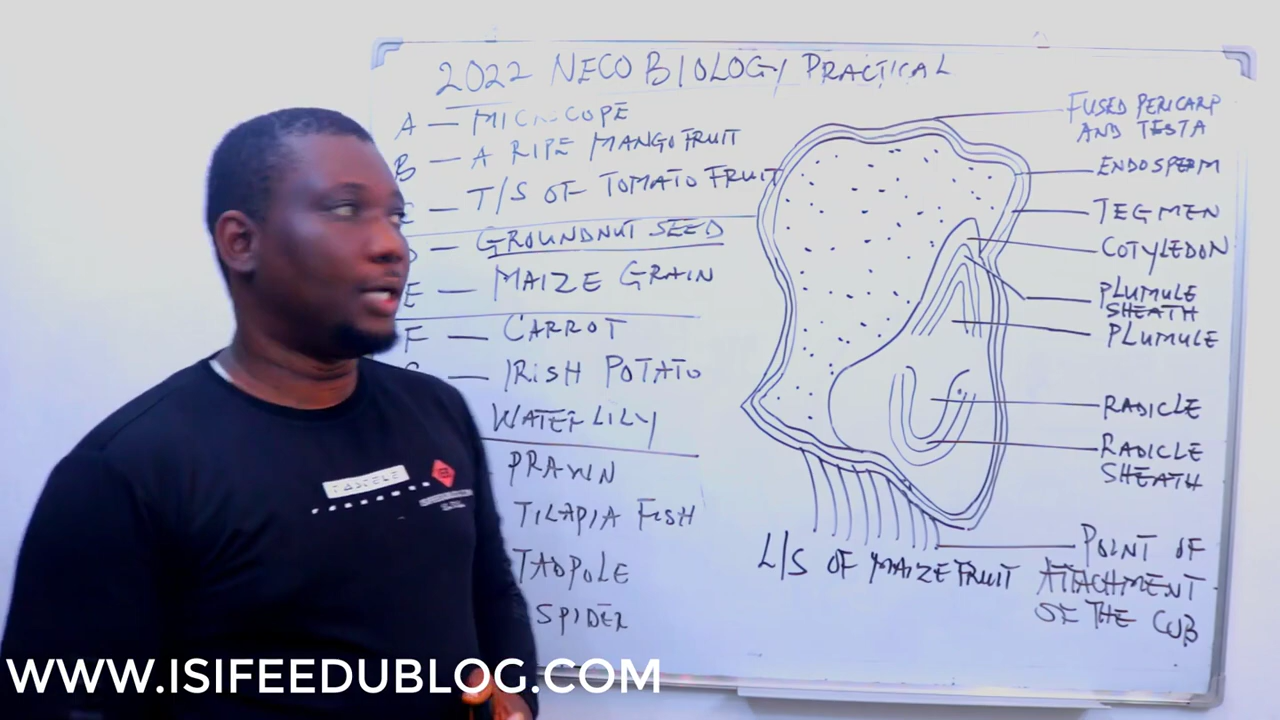 2022 NECO BIOLOGY PRACTICAL
A — MICROSCOPE
B — A RIPE MANGO FRUIT
C — T/S OF TOMATO FRUIT
D — GROUNDNUT SEED
E — MAIZE GRAIN
F — CARROT
— IRISH POTATO
WATER LILY
PRAWN
TILAPIA FISH
TADPOLE
SPIDER
FUSED PERICARP
AND TESTA
ENDOSPERM
TEGMEN
COTYLEDON
PLUMULE
SHEATH
PLUMULE
RADICLE
RADICLE
SHEATH
POINT OF
ATTACHMENT
OF THE CUB
L/S OF MAIZE FRUIT
WWW.ISIFEEDUBLOG.COM